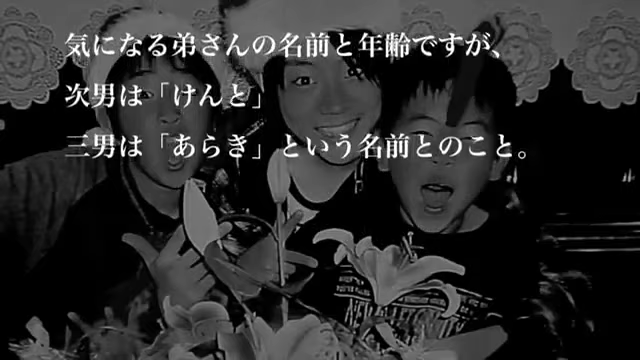 気になる弟さんの名前と年齢ですが、
次男は「けんと」
三男は「あらき」という名前とのこと。